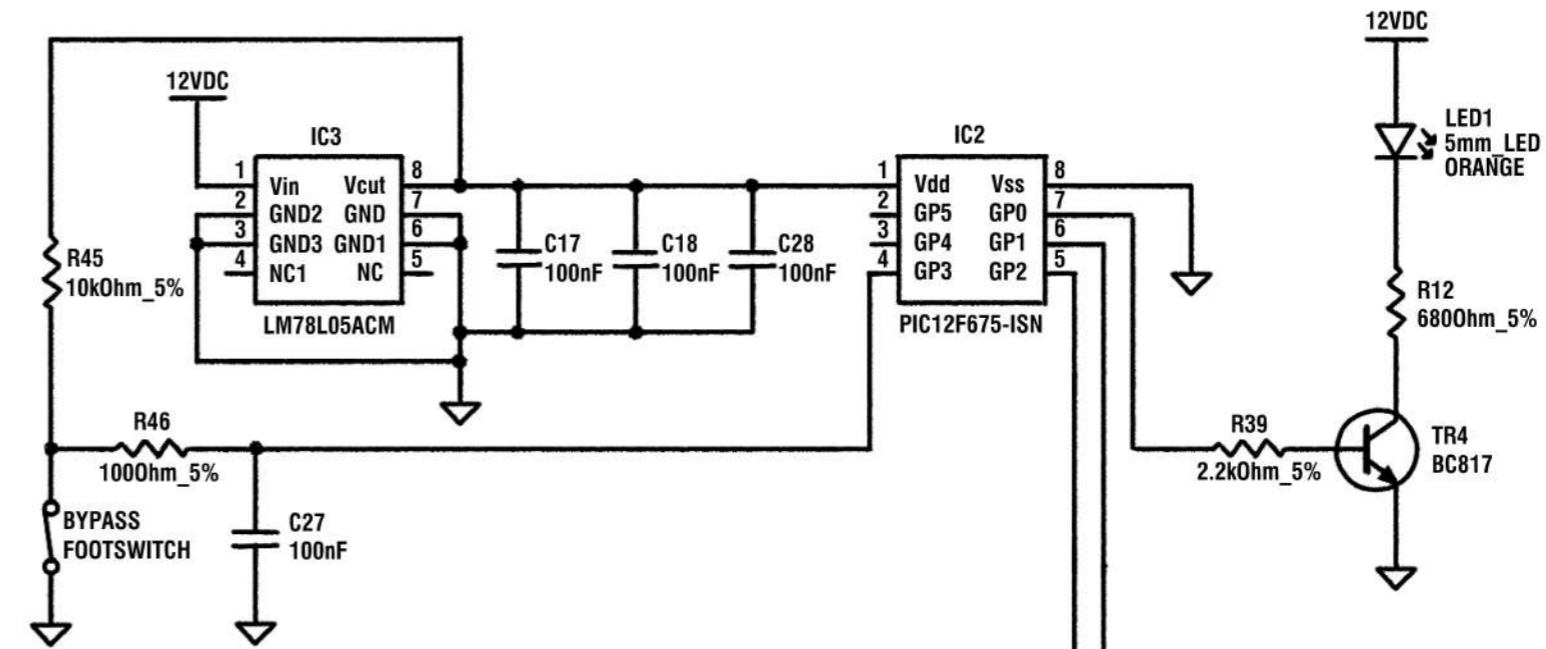 12VDC
12VDC
IC3
1
2
3
4
Vin
GND2
GND3
NC1
Vcut
GND
GND1
NC
8
7
6
5
LM78L05ACM
R45
10kOhm_5%
C17
100nF
C18
100nF
C28
100nF
IC2
1
2
3
4
Vdd
GP5
GP4
GP3
Vss
GP0
GP1
GP2
8
7
6
5
PIC12F675-ISN
LED1
5mm_LED
ORANGE
R12
680Ohm_5%
R46
100Ohm_5%
R39
2.2kOhm_5%
TR4
BC817
BYPASS
FOOTSWITCH
C27
100nF